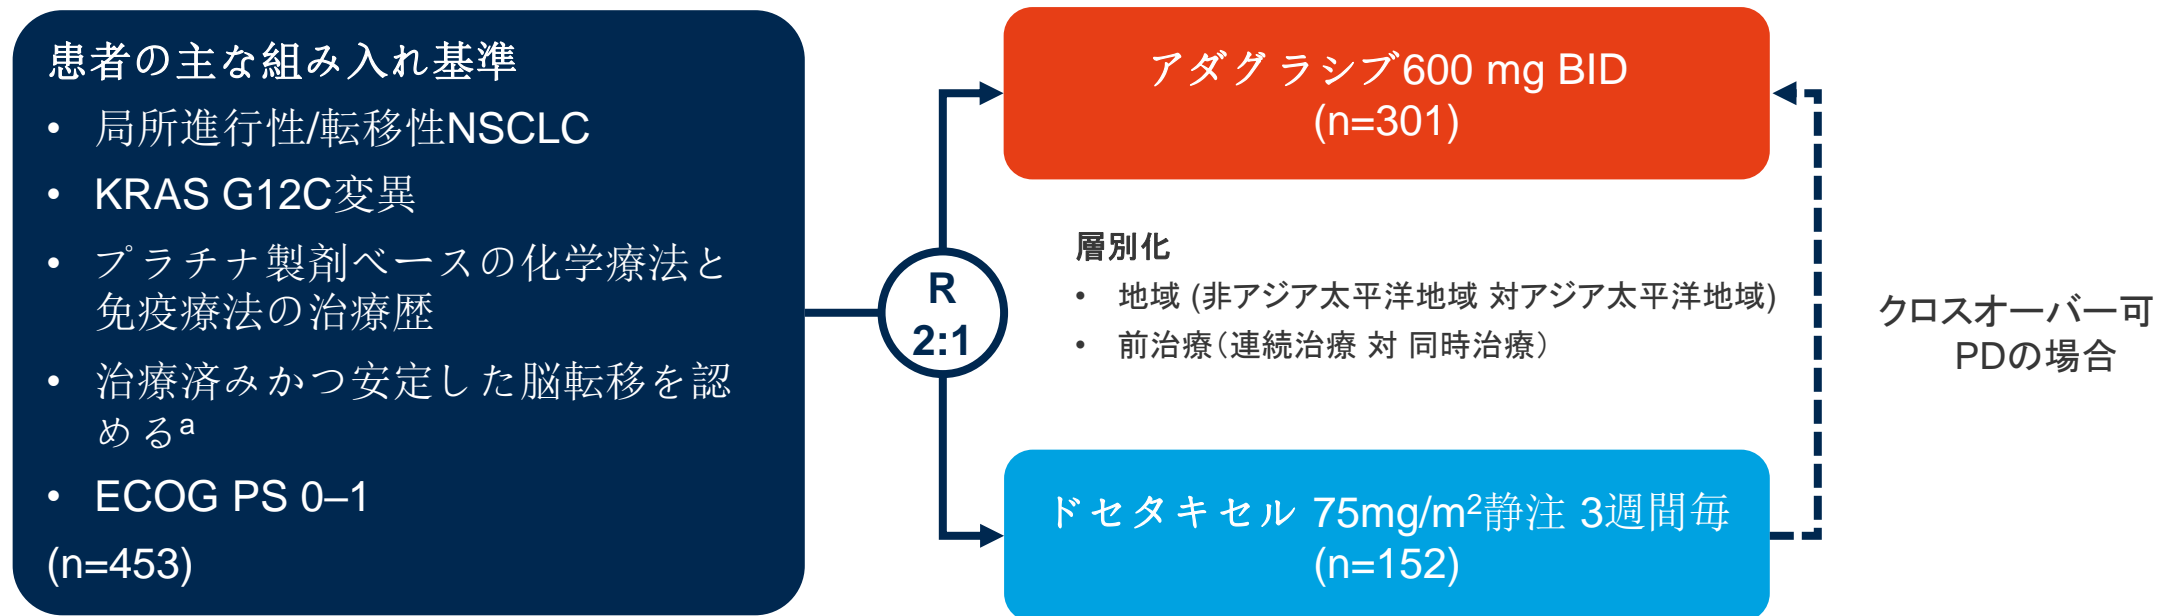 患者の主な組み入れ基準
• 局所進行性/転移性NSCLC
• KRAS G12C変異
• プラチナ製剤ベースの化学療法と
免疫療法の治療歴
• 治療済みかつ安定した脳転移を認
めるa
• ECOG PS 0–1
(n=453)
R
2:1
アダグラシブ600 mg BID
(n=301)
層別化
• 地域 (非アジア太平洋地域 対アジア太平洋地域)
• 前治療（連続治療 対 同時治療）
ドセタキセル 75mg/m²静注 3週間毎
(n=152)
クロスオーバー可
PDの場合